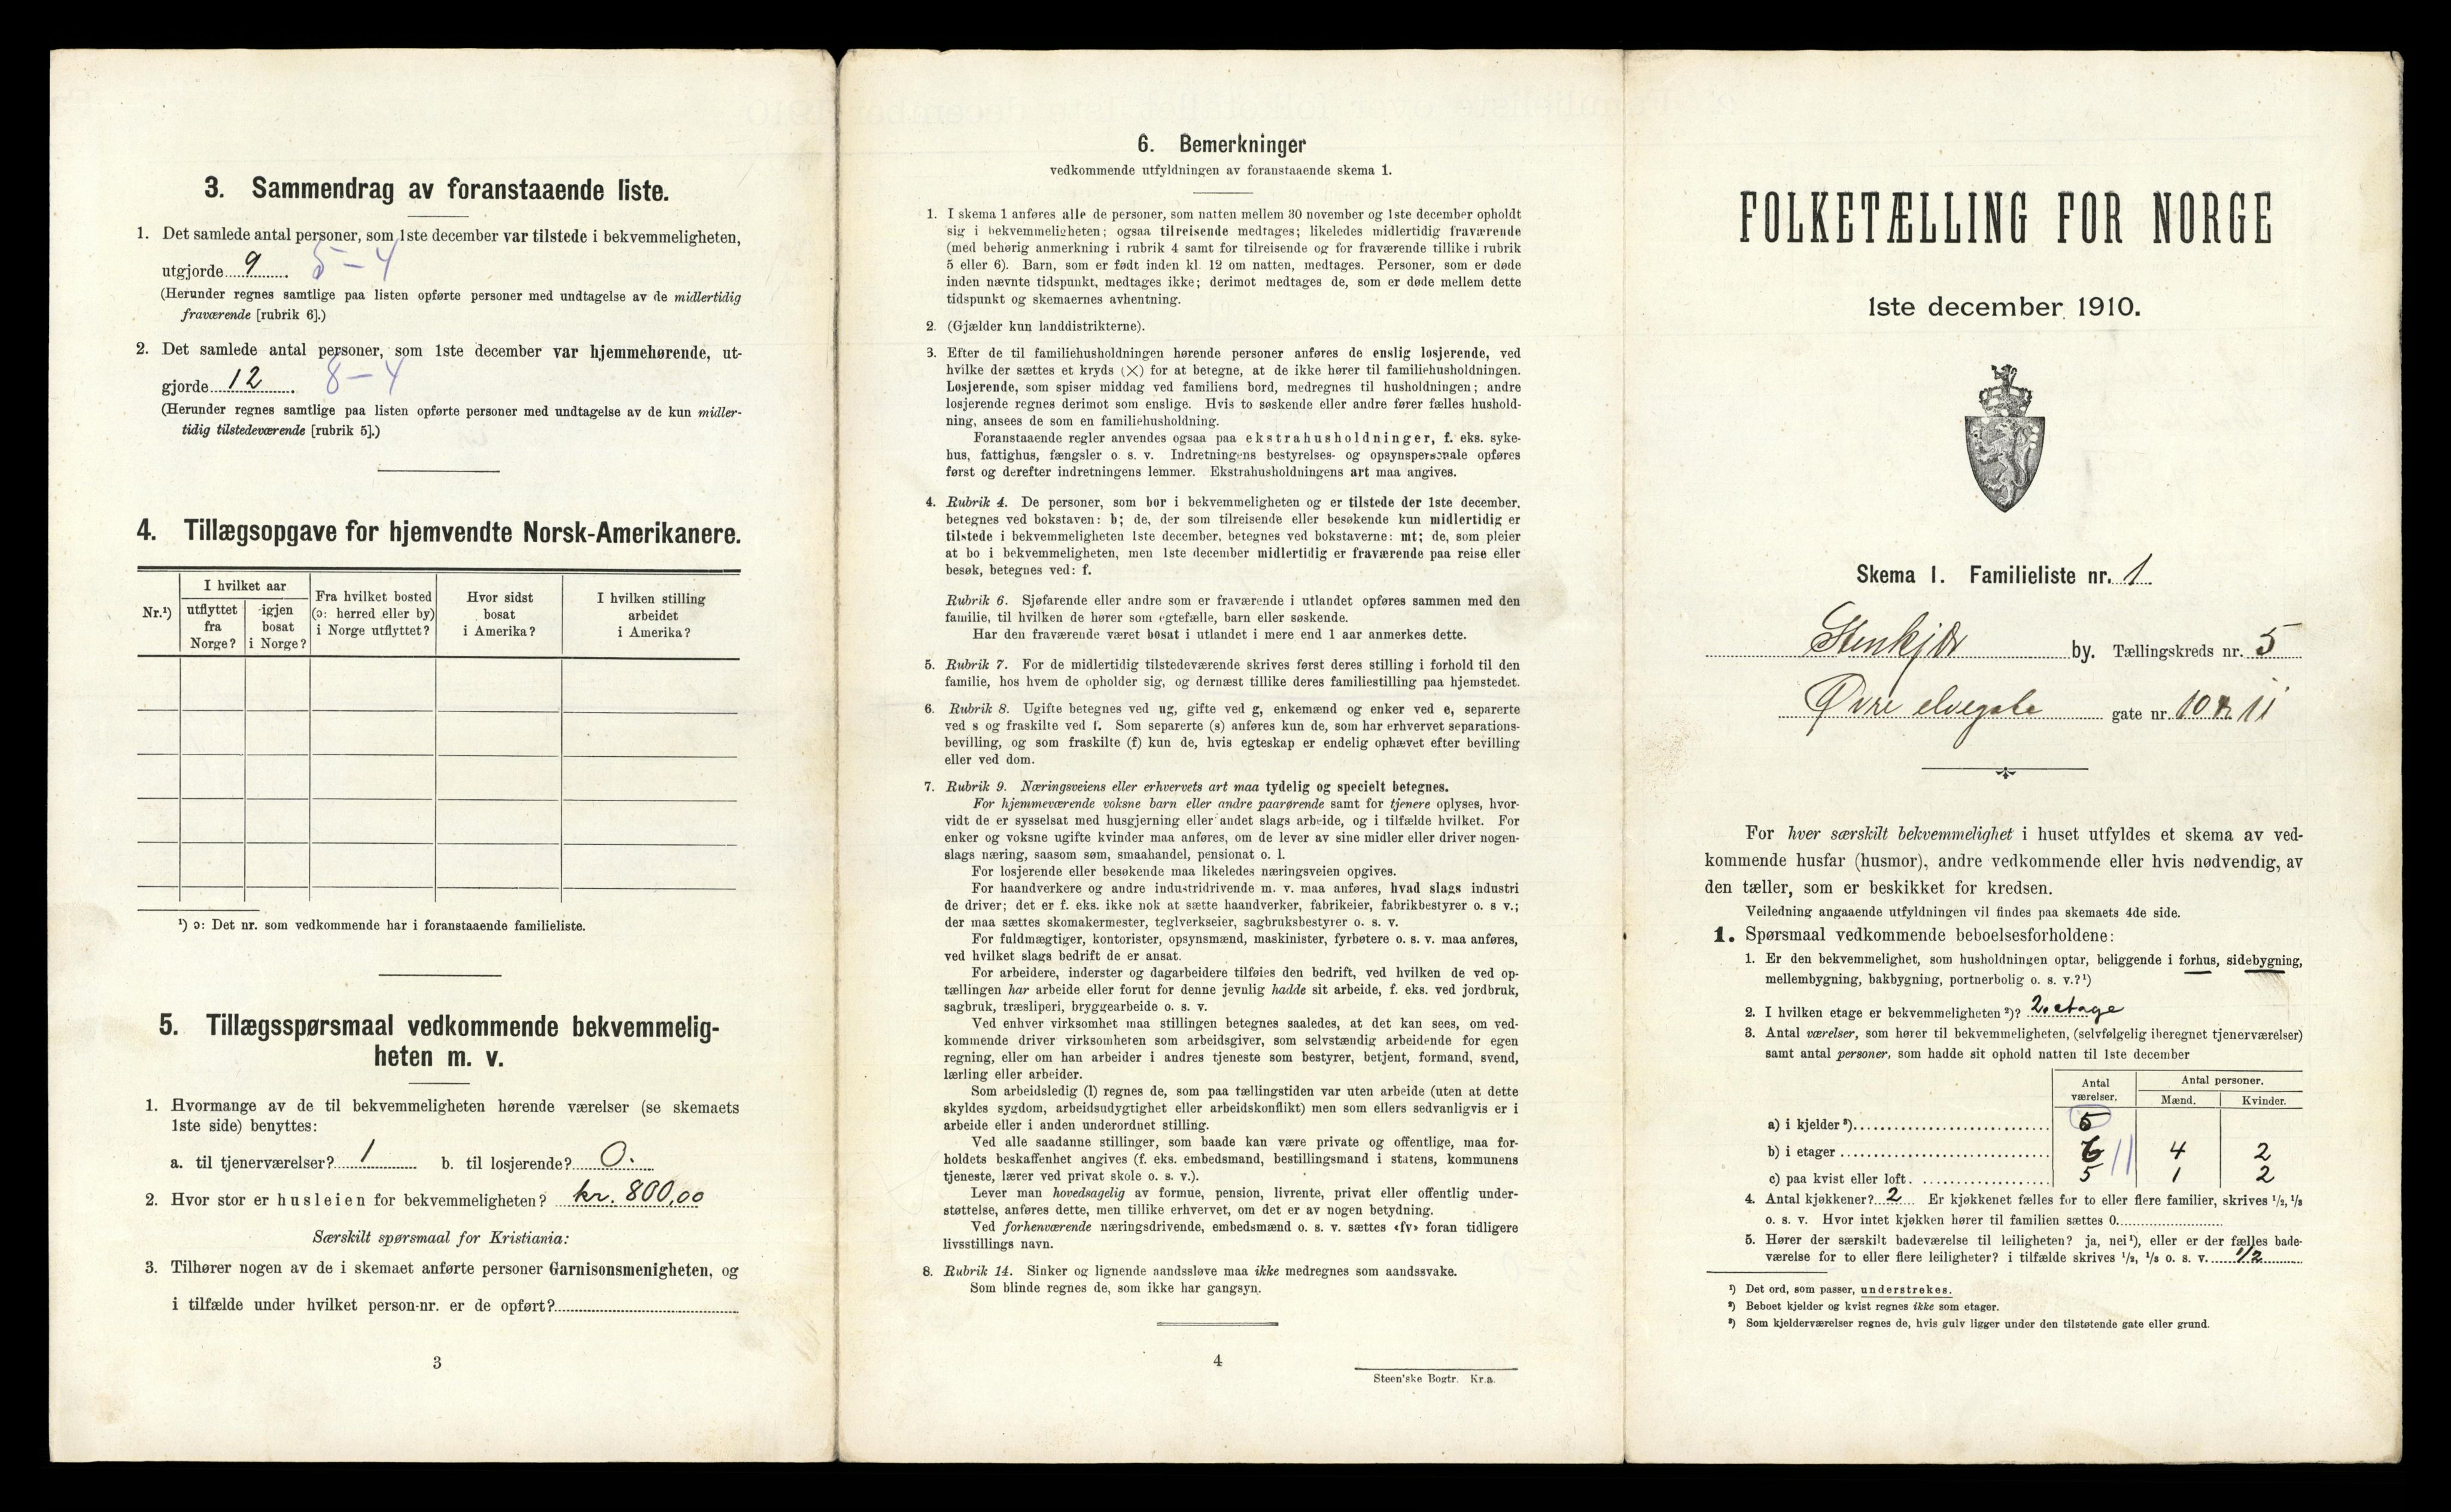 3. Sammendrag av foranstaaende liste.
1. Det samlede antal personer, som 1ste december var tilstede i bekvemmeligheten,
utgjorde 9 5 – 4
(Herunder regnes samtlige paa listen opførte personer med undtagelse av de midlertidig
fraværende [rubrik 6].)
2. Det samlede antal personer, som 1ste december var hjemmehørende, ut-
gjorde 12 8 – 4
(Herunder regnes samtlige paa listen opførte personer med undtagelse av de kun midler-
tidig tilstedeværende [rubrik 5].)
4. Tillægsopgave for hjemvendte Norsk-Amerikanere.
Nr.¹)
I hvilket aar
utflyttet fra Norge?
igjen bosat i Norge?
Fra hvilket bosted (ɔ: herred eller by) i Norge utflyttet?
Hvor sidst bosat i Amerika?
I hvilken stilling arbeidet i Amerika?
¹) ɔ: Det nr. som vedkommende har i foranstaaende familieliste.
5. Tillægsspørsmaal vedkommende bekvemmelig-
heten m. v.
1. Hvormange av de til bekvemmeligheten hørende værelser (se skemaets
1ste side) benyttes:
a. til tjenerværelser? 1 b. til losjerende? 0.
2. Hvor stor er husleien for bekvemmeligheten? kr. 800,00
Særskilt spørsmaal for Kristiania:
3. Tilhører nogen av de i skemaet anførte personer Garnisonsmenigheten, og
i tilfælde under hvilket person-nr. er de opført?
3
6. Bemerkninger
vedkommende utfyldningen av foranstaaende skema 1.
1. I skema 1 anføres alle de personer, som natten mellem 30 november og 1ste december opholdt
sig i bekvemmeligheten; ogsaa tilreisende medtages; likeledes midlertidig fraværende
(med behørig anmerkning i rubrik 4 samt for tilreisende og for fraværende tillike i rubrik
5 eller 6). Barn, som er født inden kl. 12 om natten, medtages. Personer, som er døde
inden nævnte tidspunkt, medtages ikke; derimot medtages de, som er døde mellem dette
tidspunkt og skemaernes avhentning.
2. (Gjælder kun landdistrikterne).
3. Efter de til familiehusholdningen hørende personer anføres de enslig losjerende, ved
hvilke der sættes et kryds (×) for at betegne, at de ikke hører til familiehusholdningen.
Losjerende, som spiser middag ved familiens bord, medregnes til husholdningen; andre
losjerende regnes derimot som enslige. Hvis to søskende eller andre fører fælles hushold-
ning, ansees de som en familiehusholdning.
Foranstaaende regler anvendes ogsaa paa ekstrahusholdninger, f. eks. syke-
hus, fattighus, fængsler o. s. v. Indretningens bestyrelses- og opsynspersonale opføres
først og derefter indretningens lemmer. Ekstrahusholdningens art maa angives.
4. Rubrik 4. De personer, som bor i bekvemmeligheten og er tilstede der 1ste december,
betegnes ved bokstaven: b; de, der som tilreisende eller besøkende kun midlertidig er
tilstede i bekvemmeligheten 1ste december, betegnes ved bokstaverne: mt; de, som pleier
at bo i bekvemmeligheten, men 1ste december midlertidig er fraværende paa reise eller
besøk, betegnes ved: f.
Rubrik 6. Sjøfarende eller andre som er fraværende i utlandet opføres sammen med den
familie, til hvilken de hører som egtefælle, barn eller søskende.
Har den fraværende været bosat i utlandet i mere end 1 aar anmerkes dette.
5. Rubrik 7. For de midlertidig tilstedeværende skrives først deres stilling i forhold til den
familie, hos hvem de opholder sig, og dernæst tillike deres familiestilling paa hjemstedet.
6. Rubrik 8. Ugifte betegnes ved ug, gifte ved g, enkemænd og enker ved e, separerte
ved s og fraskilte ved f. Som separerte (s) anføres kun de, som har erhvervet separations-
bevilling, og som fraskilte (f) kun de, hvis egteskap er endelig ophævet efter bevilling
eller ved dom.
7. Rubrik 9. Næringsveiens eller erhvervets art maa tydelig og specielt betegnes.
For hjemmeværende voksne barn eller andre paarørende samt for tjenere oplyses, hvor-
vidt de er sysselsat med husgjerning eller andet slags arbeide, og i tilfælde hvilket. For
enker og voksne ugifte kvinder maa anføres, om de lever av sine midler eller driver nogen-
slags næring, saasom søm, smaahandel, pensionat o. l.
For losjerende eller besøkende maa likeledes næringsveien opgives.
For haandverkere og andre industridrivende m. v. maa anføres, hvad slags industri
de driver; det er f. eks. ikke nok at sætte haandverker, fabrikeier, fabrikbestyrer o. s v.;
der maa sættes skomakermester, teglverkseier, sagbruksbestyrer o. s. v.
For fuldmægtiger, kontorister, opsynsmænd, maskinister, fyrbøtere o. s. v. maa anføres,
ved hvilket slags bedrift de er ansat.
For arbeidere, inderster og dagarbeidere tilføies den bedrift, ved hvilken de ved op-
tællingen har arbeide eller forut for denne jevnlig hadde sit arbeide, f. eks. ved jordbruk,
sagbruk, træsliperi, bryggearbeide o. s. v.
Ved enhver virksomhet maa stillingen betegnes saaledes, at det kan sees, om ved-
kommende driver virksomheten som arbeidsgiver, som selvstændig arbeidende for egen
regning, eller om han arbeider i andres tjeneste som bestyrer, betjent, formand, svend,
lærling eller arbeider.
Som arbeidsledig (l) regnes de, som paa tællingstiden var uten arbeide (uten at dette
skyldes sygdom, arbeidsudygtighet eller arbeidskonflikt) men som ellers sedvanligvis er i
arbeide eller i anden underordnet stilling.
Ved alle saadanne stillinger, som baade kan være private og offentlige, maa for-
holdets beskaffenhet angives (f. eks. embedsmand, bestillingsmand i statens, kommunens
tjeneste, lærer ved privat skole o. s. v.).
Lever man hovedsagelig av formue, pension, livrente, privat eller offentlig under-
støttelse, anføres dette, men tillike erhvervet, om det er av nogen betydning.
Ved forhenværende næringsdrivende, embedsmænd o. s. v. sættes «fv» foran tidligere
livsstillings navn.
8. Rubrik 14. Sinker og lignende aandssløve maa ikke medregnes som aandssvake.
Som blinde regnes de, som ikke har gangsyn.
4
Steen'ske Bogtr. Kr.a.
FOLKETÆLLING FOR NORGE
1ste december 1910.
Skema 1. Familieliste nr. 1
Stenkjær by. Tællingskreds nr. 5
Øvre elvegate gate nr. 10 & 11
For hver særskilt bekvemmelighet i huset utfyldes et skema av ved-
kommende husfar (husmor), andre vedkommende eller hvis nødvendig, av
den tæller, som er beskikket for kredsen.
Veiledning angaaende utfyldningen vil findes paa skemaets 4de side.
1. Spørsmaal vedkommende beboelsesforholdene:
1. Er den bekvemmelighet, som husholdningen optar, beliggende i forhus, sidebygning,
mellembygning, bakbygning, portnerbolig o. s. v.?¹)
2. I hvilken etage er bekvemmeligheten²)? 2. etage
3. Antal værelser, som hører til bekvemmeligheten, (selvfølgelig iberegnet tjenerværelser)
samt antal personer, som hadde sit ophold natten til 1ste december
Antal værelser. Antal personer.
Mænd. Kvinder.
a) i kjelder³) 5
b) i etager 6 11 4 2
c) paa kvist eller loft 5 1 2
4. Antal kjøkkener? 2 Er kjøkkenet fælles for to eller flere familier, skrives ¹/₂, ¹/₃
o. s. v. Hvor intet kjøkken hører til familien sættes 0.
5. Hører der særskilt badeværelse til leiligheten? ja, nei¹), eller er der fælles bade-
værelse for to eller flere leiligheter? i tilfælde skrives ¹/₂, ¹/₃ o. s. v. 1/2
¹) Det ord, som passer, understrekes.
²) Beboet kjelder og kvist regnes ikke som etager.
³) Som kjelderværelser regnes de, hvis gulv ligger under den tilstøtende gate eller grund.